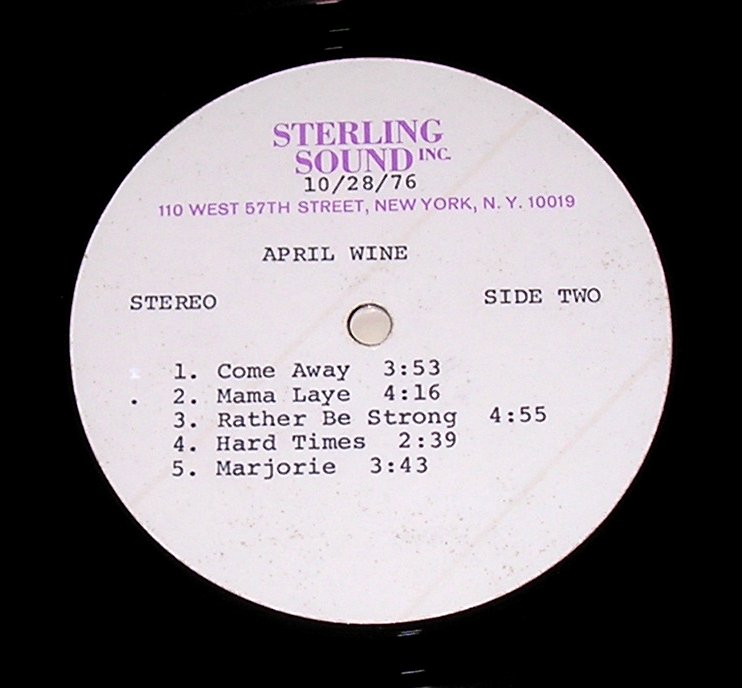 STERLING
SOUND INC.
10/28/76
110 WEST 57TH STREET, NEW YORK, N. Y. 10019
APRIL WINE
STEREO
SIDE TWO
1. Come Away 3:53
2. Mama Laye 4:16
3. Rather Be Strong 4:55
4. Hard Times 2:39
5. Marjorie 3:43